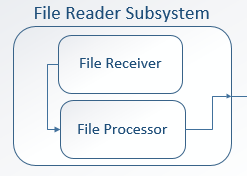 File Reader Subsystem
File Receiver
File Processor